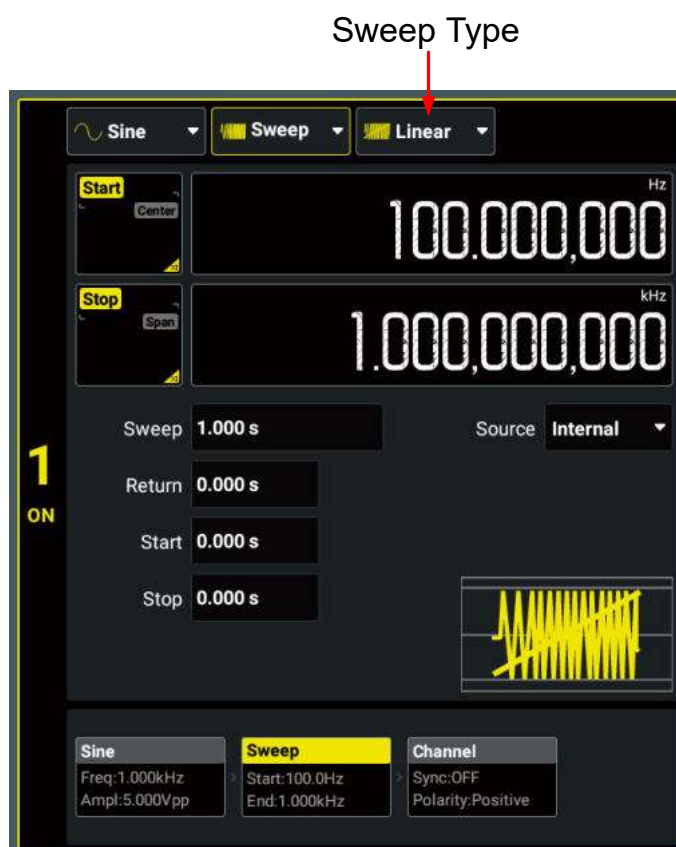 Sweep Type
Sine Sweep Linear
Start Hz
Center
100.000,000
Stop kHz
Span
1.000,000,000
Sweep 1.000 s Source Internal
1
Return 0.000 s
ON
Start 0.000 s
Stop 0.000 s
Sine Sweep Channel
Freq:1.000kHz Start:100.0Hz Sync:OFF
Ampl:5.000Vpp End:1.000kHz Polarity:Positive